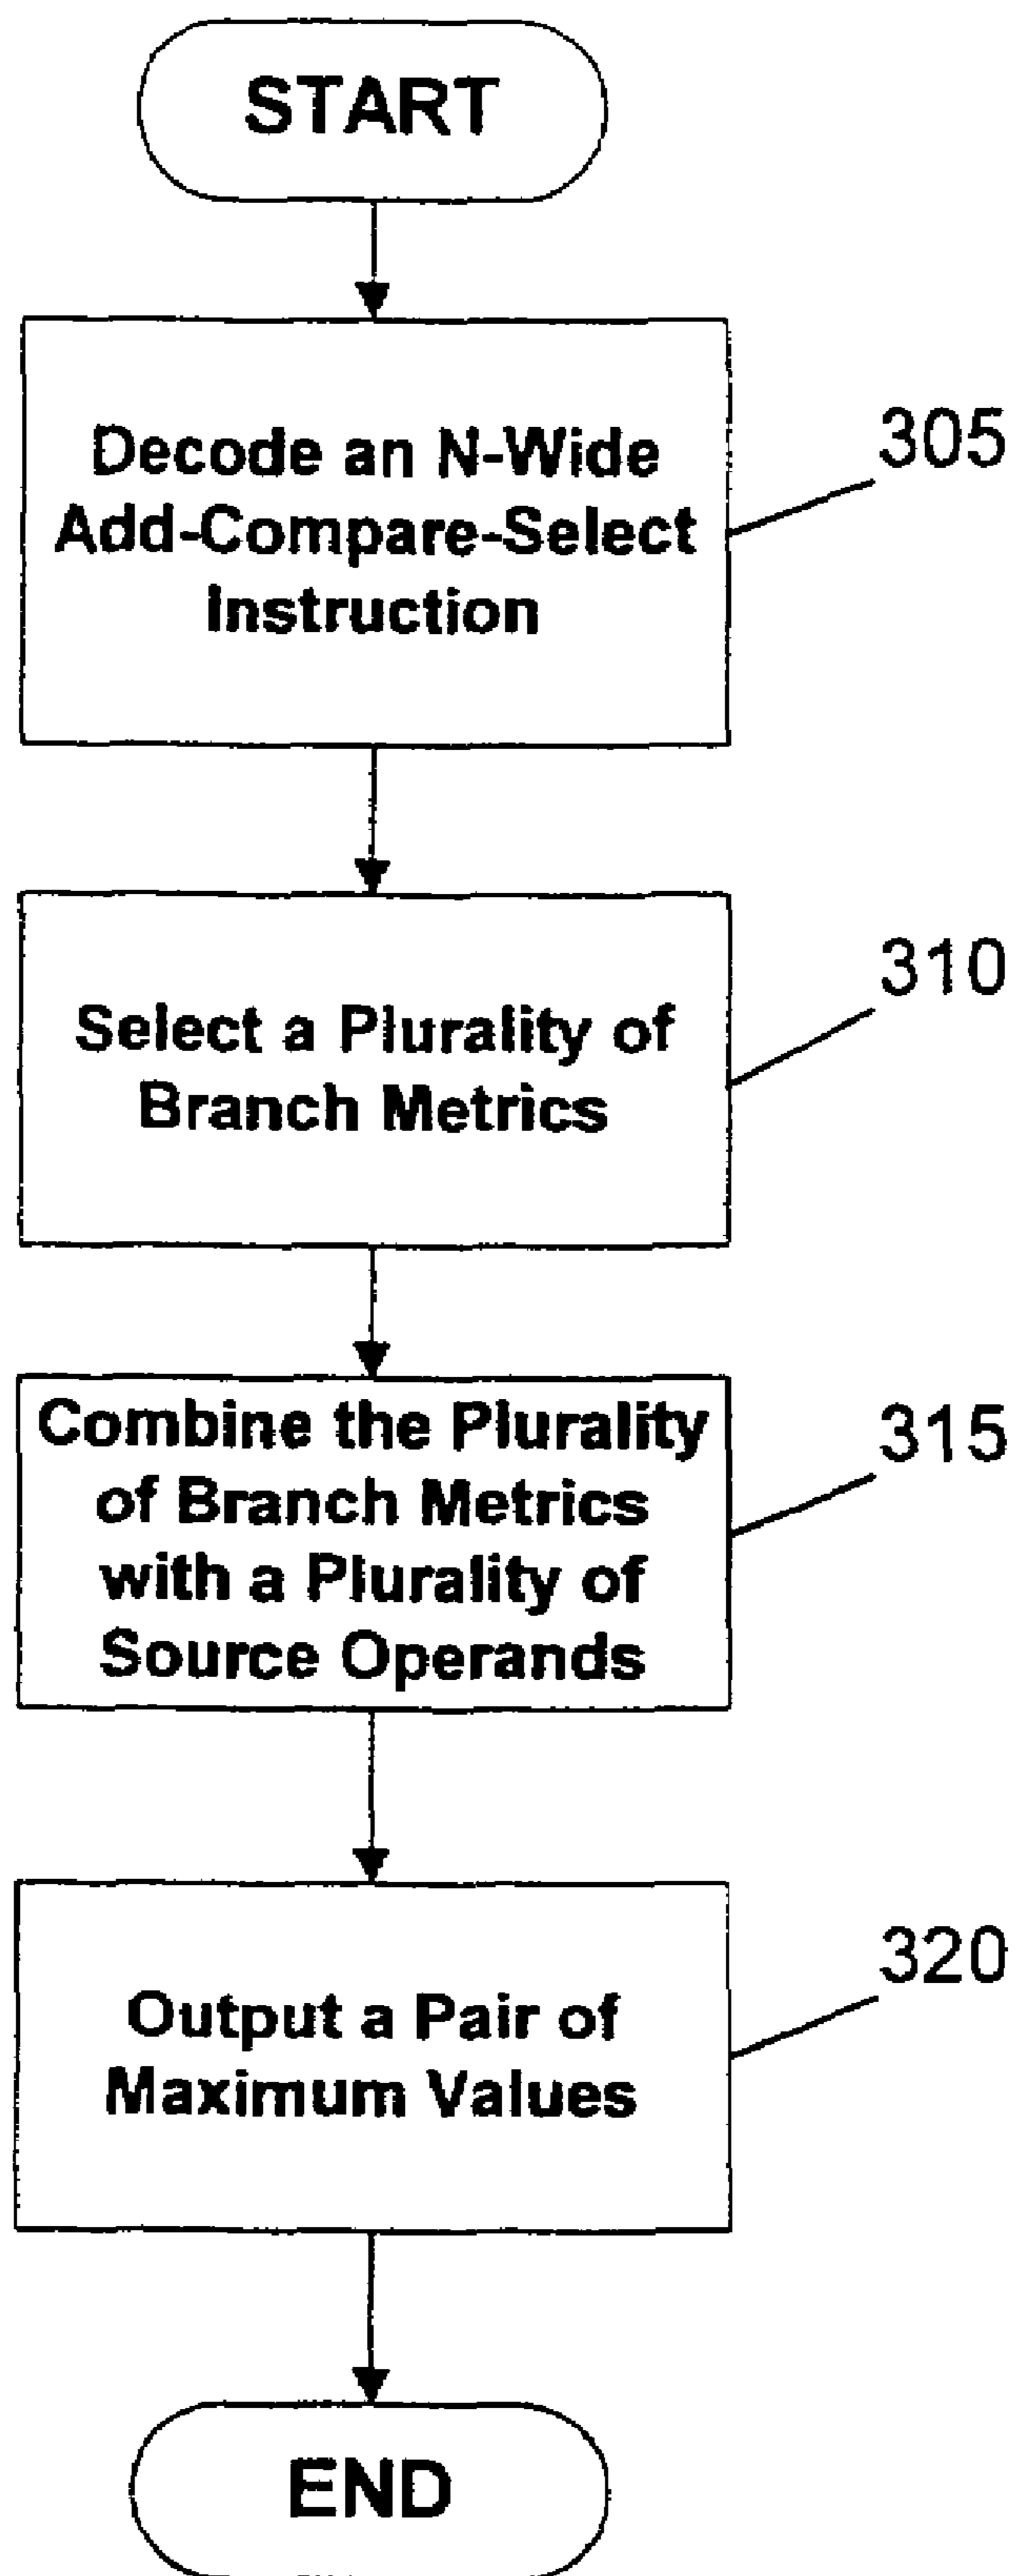 START
Decode an N-Wide
Add-Compare-Select
Instruction
305
Select a Plurality of
Branch Metrics
310
Combine the Plurality
of Branch Metrics
with a Plurality of
Source Operands
315
Output a Pair of
Maximum Values
320
END